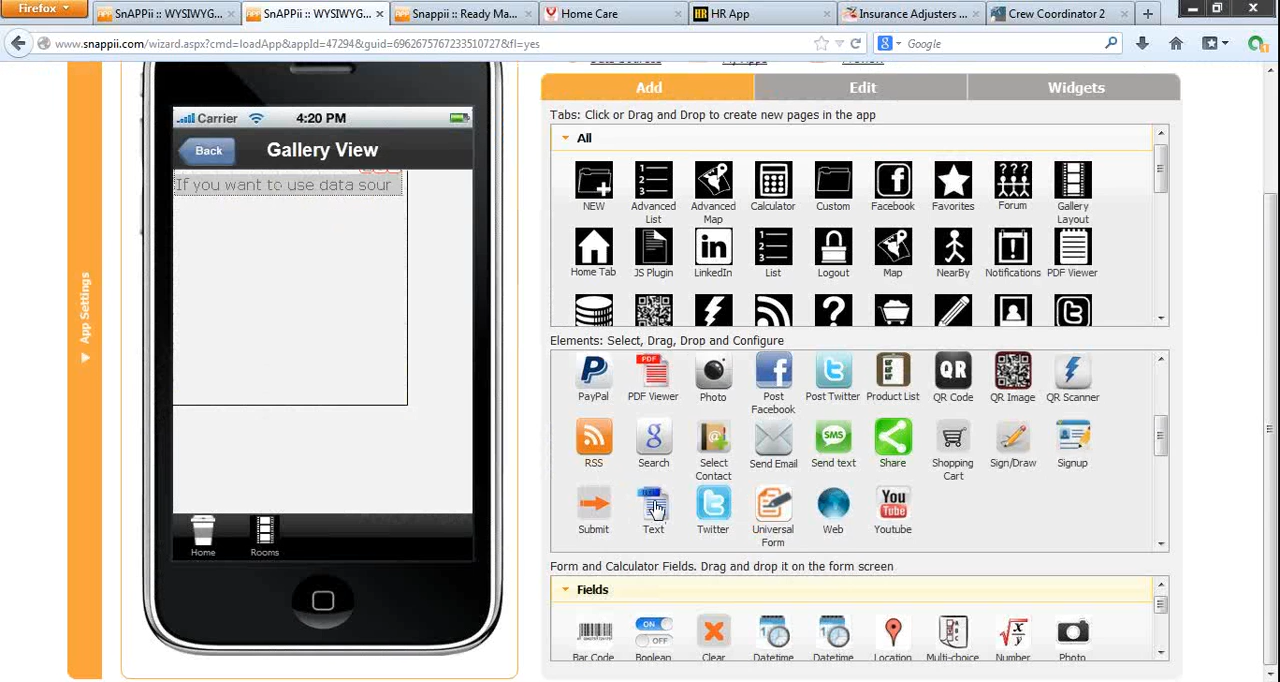 Firefox
SnAPPii :: WYSIWYG...
SnAPPii :: WYSIWYG...
Snappii :: Ready Ma...
Home Care
HR App
Insurance Adjusters ...
Crew Coordinator 2
www.snappii.com/wizard.aspx?cmd=loadApp&appId=47294&guid=6962675767233510727&fl=yes
Google
Data Sources
My Apps
Preview
Add
Edit
Widgets
Tabs: Click or Drag and Drop to create new pages in the app
All
NEW
Advanced List
Advanced Map
Calculator
Custom
Facebook
Favorites
Forum
Gallery Layout
Home Tab
JS Plugin
LinkedIn
List
Logout
Map
NearBy
Notifications
PDF Viewer
Elements: Select, Drag, Drop and Configure
PayPal
PDF Viewer
Photo
Post Facebook
Post Twitter
Product List
QR Code
QR Image
QR Scanner
RSS
Search
Select Contact
Send Email
Send text
Share
Shopping Cart
Sign/Draw
Signup
Submit
Text
Twitter
Universal Form
Web
Youtube
Form and Calculator Fields. Drag and drop it on the form screen
Fields
Bar Code
Boolean
Clear
Datetime
Datetime
Location
Multi-choice
Number
Photo
App Settings
Carrier
4:20 PM
Back
Gallery View
If you want to use data sour
Home
Rooms